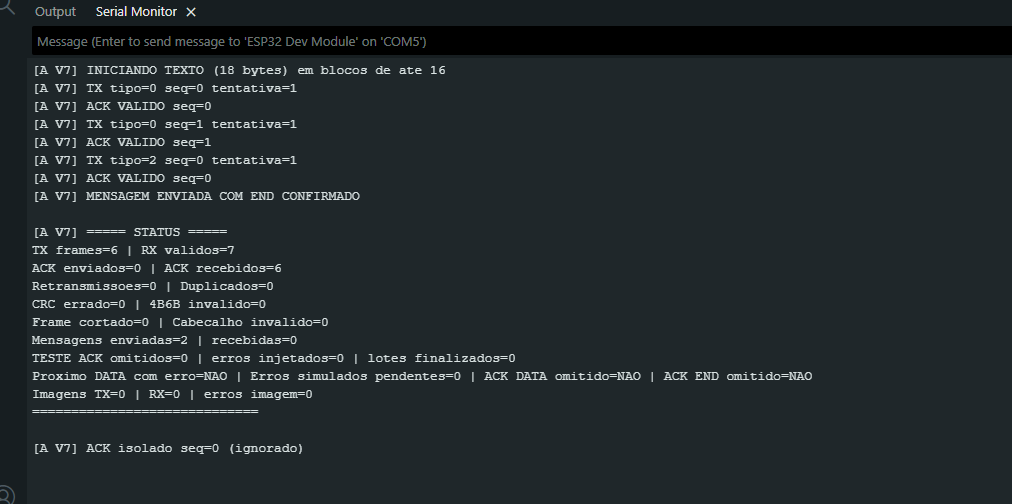 Output Serial Monitor
Message (Enter to send message to 'ESP32 Dev Module' on 'COM5')
[A V7] INICIANDO TEXTO (18 bytes) em blocos de ate 16
[A V7] TX tipo=0 seq=0 tentativa=1
[A V7] ACK VALIDO seq=0
[A V7] TX tipo=0 seq=1 tentativa=1
[A V7] ACK VALIDO seq=1
[A V7] TX tipo=2 seq=0 tentativa=1
[A V7] ACK VALIDO seq=0
[A V7] MENSAGEM ENVIADA COM END CONFIRMADO
[A V7] ===== STATUS =====
TX frames=6 | RX validos=7
ACK enviados=0 | ACK recebidos=6
Retransmissoes=0 | Duplicados=0
CRC errado=0 | 4B6B invalido=0
Frame cortado=0 | Cabecalho invalido=0
Mensagens enviadas=2 | recebidas=0
TESTE ACK omitidos=0 | erros injetados=0 | lotes finalizados=0
Proximo DATA com erro=NAO | Erros simulados pendentes=0 | ACK DATA omitido=NAO | ACK END omitido=NAO
Imagens TX=0 | RX=0 | erros imagem=0
==============================
[A V7] ACK isolado seq=0 (ignorado)